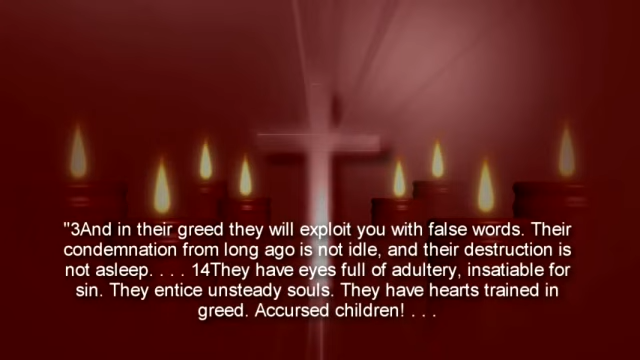 "3And in their greed they will exploit you with false words. Their
condemnation from long ago is not idle, and their destruction is
not asleep. . . . 14They have eyes full of adultery, insatiable for
sin. They entice unsteady souls. They have hearts trained in
greed. Accursed children! . . .